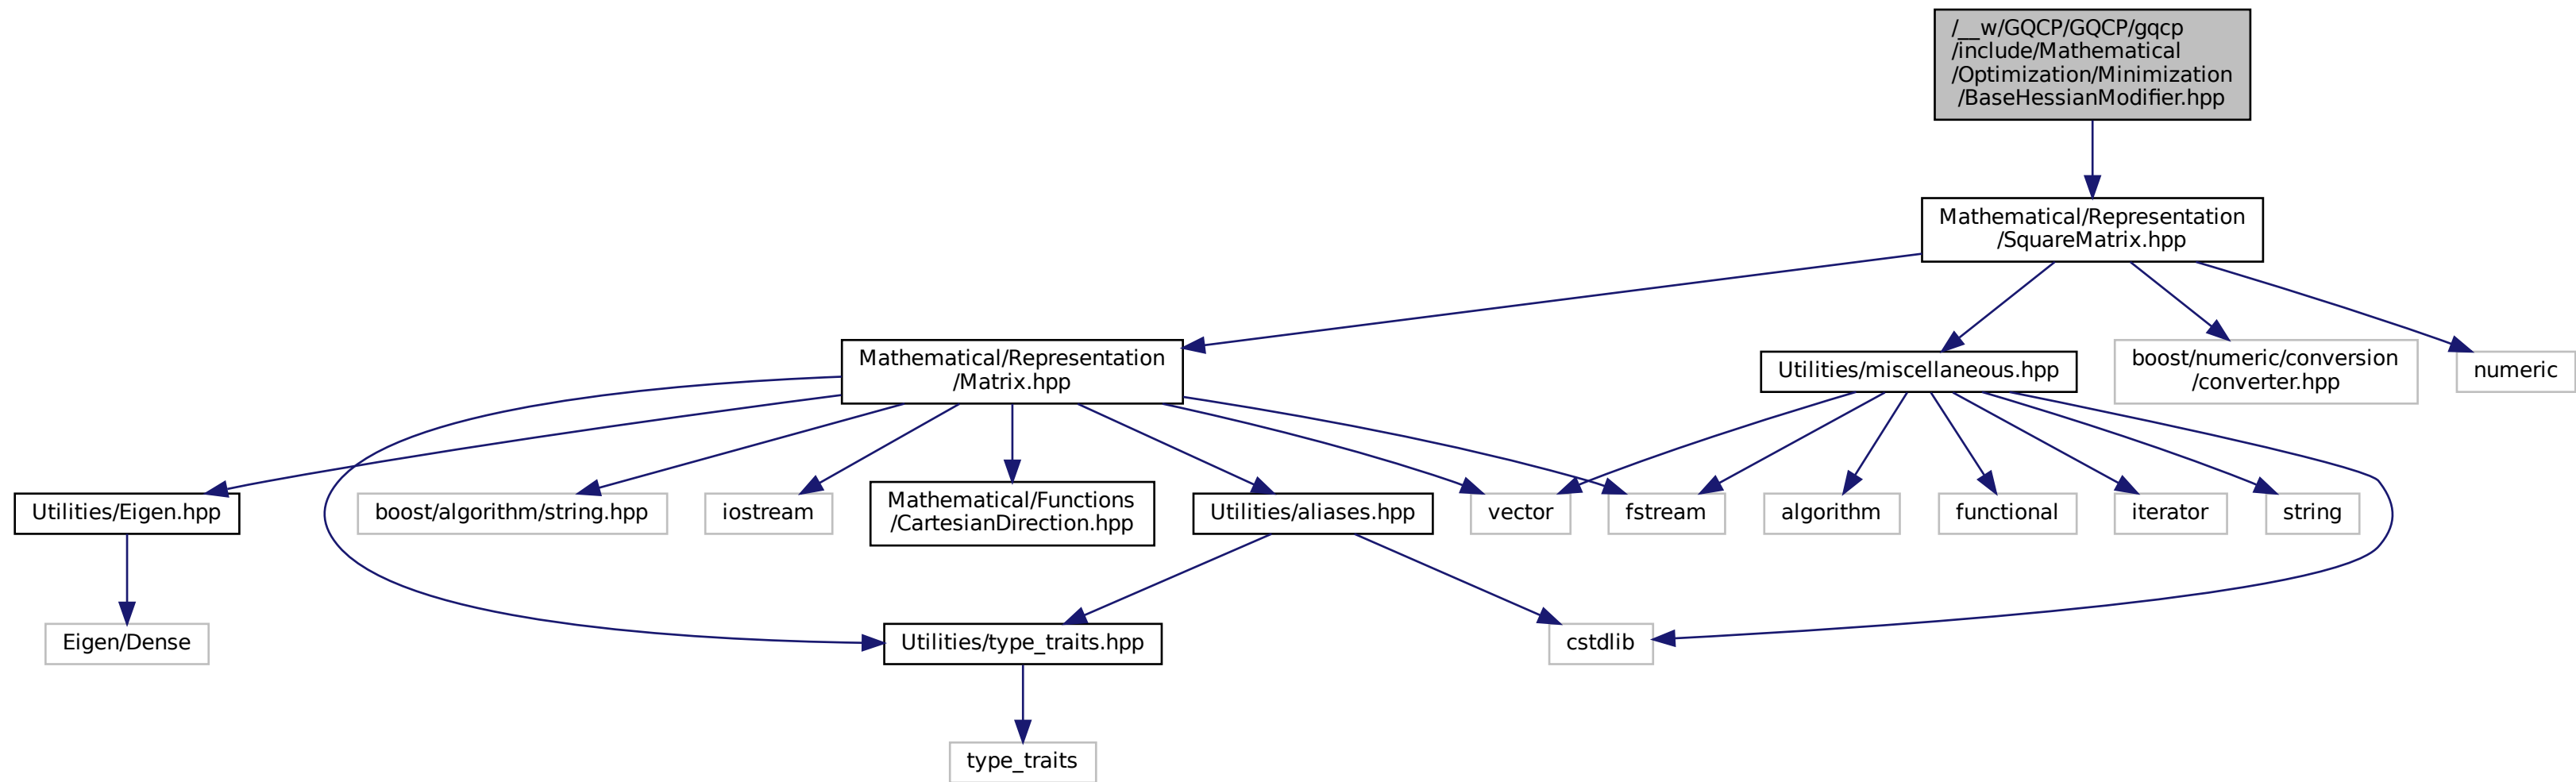 /__w/GQCP/GQCP/gqcp
/include/Mathematical
/Optimization/Minimization
/BaseHessianModifier.hpp
Mathematical/Representation
/SquareMatrix.hpp
Mathematical/Representation
/Matrix.hpp
Utilities/miscellaneous.hpp
boost/numeric/conversion
/converter.hpp
numeric
Utilities/Eigen.hpp
boost/algorithm/string.hpp
iostream
Mathematical/Functions
/CartesianDirection.hpp
Utilities/aliases.hpp
vector
fstream
algorithm
functional
iterator
string
Eigen/Dense
Utilities/type_traits.hpp
cstdlib
type_traits